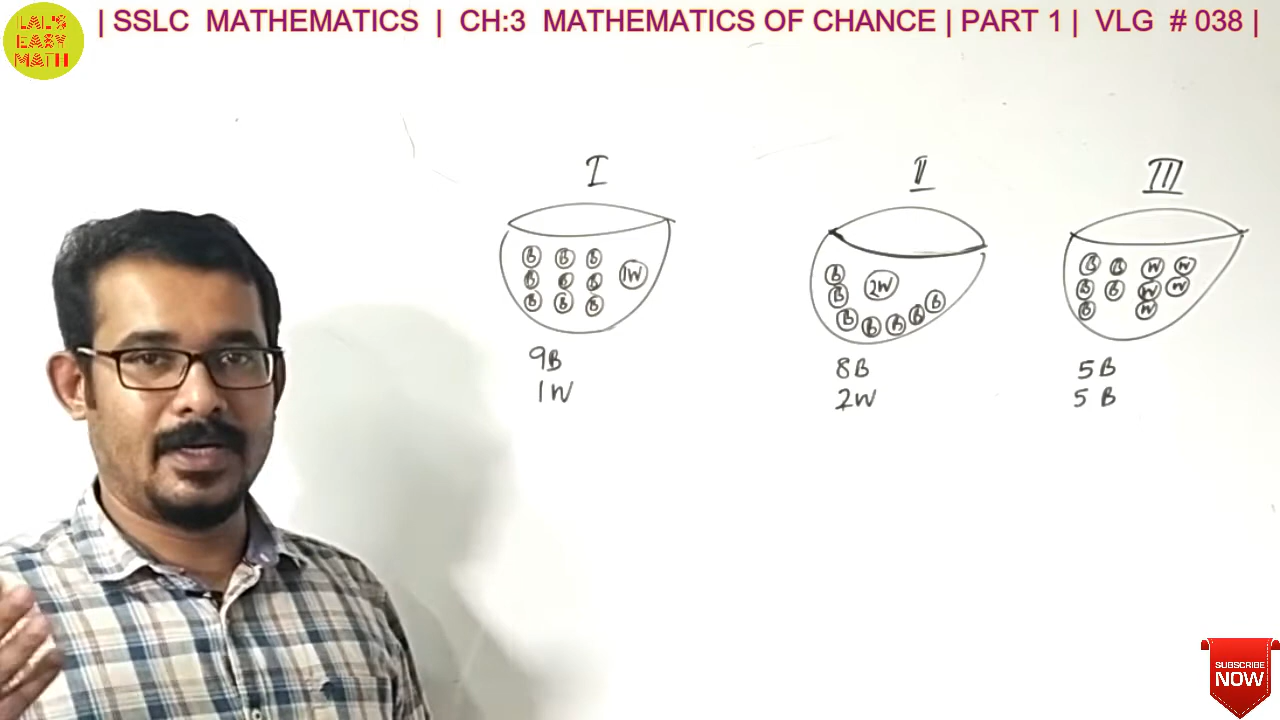 | SSLC MATHEMATICS | CH:3 MATHEMATICS OF CHANCE | PART 1 | VLG # 038 |
LAL'S
EASY
MATH
I
II
III
B B B
B B B 1W
B B B
B 2W
B
B B B B B
B B W W
B B W W
B W
9B
1W
8B
2W
5B
5B
SUBSCRIBE
NOW